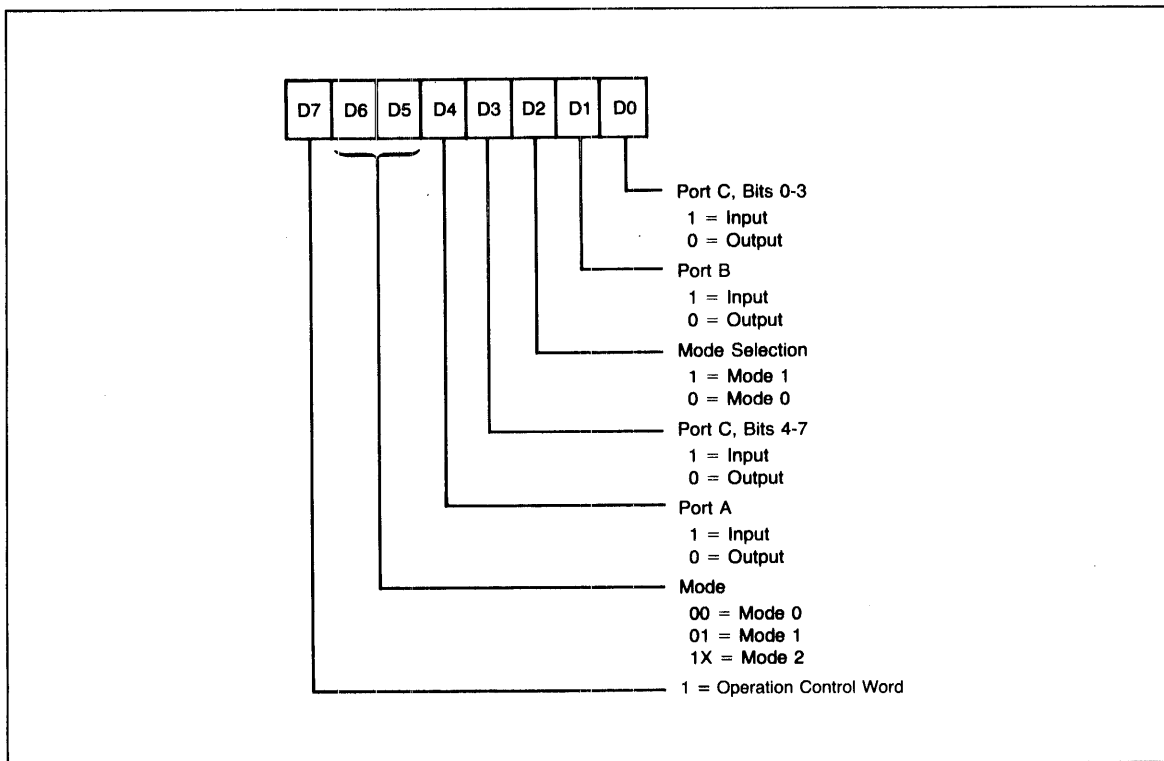 D7 D6 D5 D4 D3 D2 D1 D0
Port C, Bits 0-3
1 = Input
0 = Output
Port B
1 = Input
0 = Output
Mode Selection
1 = Mode 1
0 = Mode 0
Port C, Bits 4-7
1 = Input
0 = Output
Port A
1 = Input
0 = Output
Mode
00 = Mode 0
01 = Mode 1
1X = Mode 2
1 = Operation Control Word